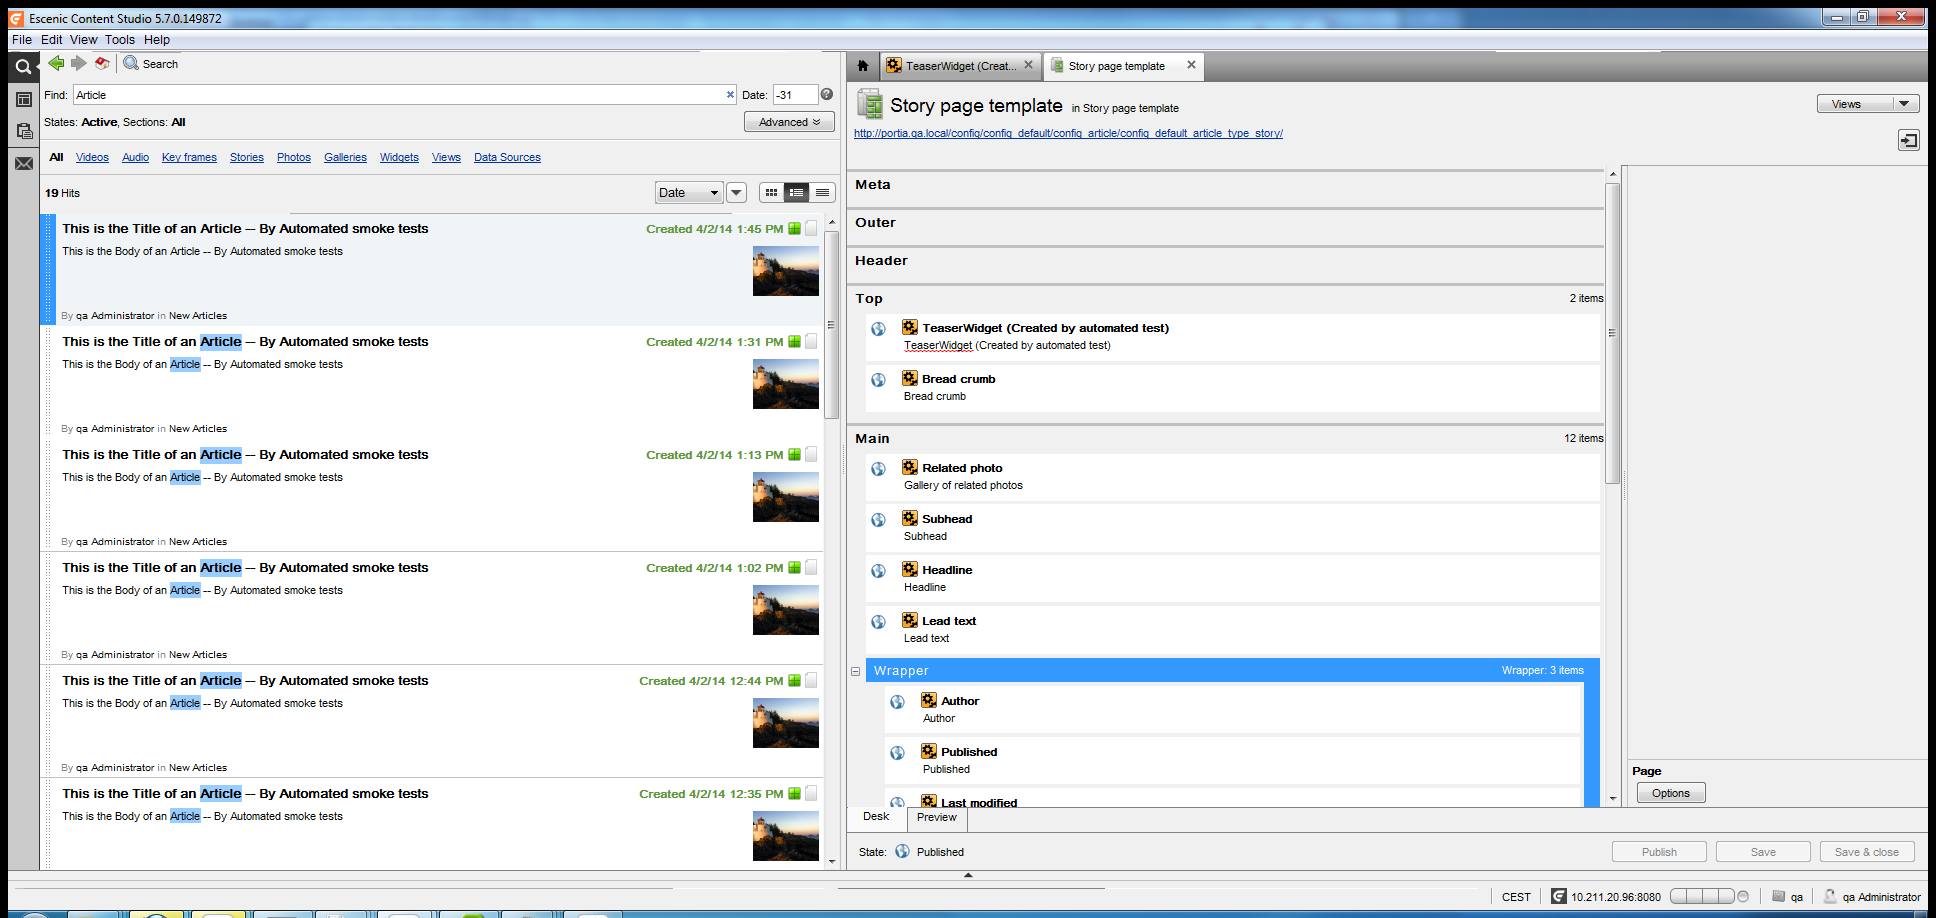 Escenic Content Studio 5.7.0.149872
File Edit View Tools Help
Search
Find: Article Date: -31
States: Active, Sections: All
Advanced
All Videos Audio Key frames Stories Photos Galleries Widgets Views Data Sources
19 Hits
Date
This is the Title of an Article -- By Automated smoke tests
Created 4/2/14 1:45 PM
This is the Body of an Article -- By Automated smoke tests
By qa Administrator in New Articles
This is the Title of an Article -- By Automated smoke tests
Created 4/2/14 1:31 PM
This is the Body of an Article -- By Automated smoke tests
By qa Administrator in New Articles
This is the Title of an Article -- By Automated smoke tests
Created 4/2/14 1:13 PM
This is the Body of an Article -- By Automated smoke tests
By qa Administrator in New Articles
This is the Title of an Article -- By Automated smoke tests
Created 4/2/14 1:02 PM
This is the Body of an Article -- By Automated smoke tests
By qa Administrator in New Articles
This is the Title of an Article -- By Automated smoke tests
Created 4/2/14 12:44 PM
This is the Body of an Article -- By Automated smoke tests
By qa Administrator in New Articles
This is the Title of an Article -- By Automated smoke tests
Created 4/2/14 12:35 PM
This is the Body of an Article -- By Automated smoke tests
TeaserWidget (Creat...
Story page template
Story page template in Story page template
Views
http://portia.qa.local/config/config_default/config_article/config_default_article_type_story/
Meta
Outer
Header
Top
2 items
TeaserWidget (Created by automated test)
TeaserWidget (Created by automated test)
Bread crumb
Bread crumb
Main
12 items
Related photo
Gallery of related photos
Subhead
Subhead
Headline
Headline
Lead text
Lead text
Wrapper
Wrapper: 3 items
Author
Author
Published
Published
Last modified
Page
Options
Desk
Preview
State: Published
Publish
Save
Save & close
CEST
10.211.20.96:8080
qa
qa Administrator